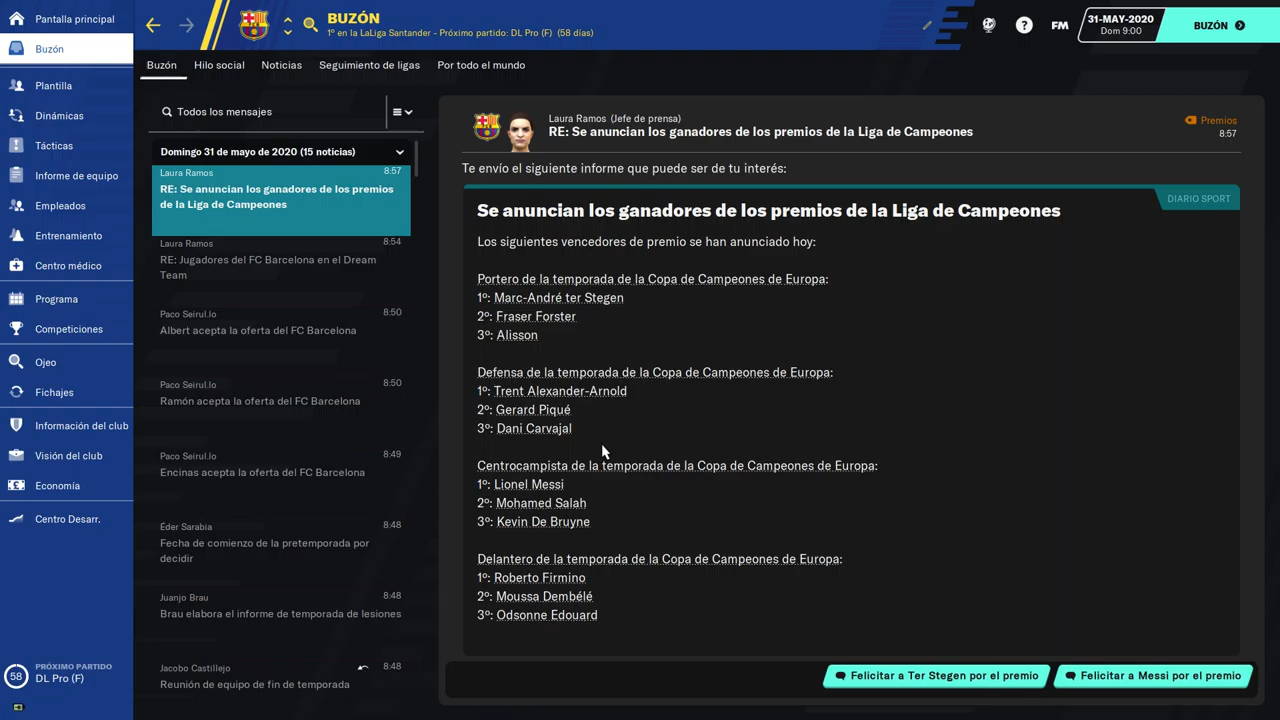 Pantalla principal
Buzón
Plantilla
Dinámicas
Tácticas
Informe de equipo
Empleados
Entrenamiento
Centro médico
Programa
Competiciones
Ojeo
Fichajes
Información del club
Visión del club
Economía
Centro Desarr.
58
PRÓXIMO PARTIDO
DL Pro (F)
BUZÓN
1º en la LaLiga Santander - Próximo partido: DL Pro (F) (58 días)
?
FM
31-MAY-2020
Dom 9:00
BUZÓN
Buzón
Hilo social
Noticias
Seguimiento de ligas
Por todo el mundo
Todos los mensajes
Domingo 31 de mayo de 2020 (15 noticias)
Laura Ramos 8:57
RE: Se anuncian los ganadores de los premios
de la Liga de Campeones
Laura Ramos 8:54
RE: Jugadores del FC Barcelona en el Dream
Team
Paco Seirul.lo 8:50
Albert acepta la oferta del FC Barcelona
Paco Seirul.lo 8:50
Ramón acepta la oferta del FC Barcelona
Paco Seirul.lo 8:49
Encinas acepta la oferta del FC Barcelona
Éder Sarabia 8:48
Fecha de comienzo de la pretemporada por
decidir
Juanjo Brau 8:48
Brau elabora el informe de temporada de lesiones
Jacobo Castillejo 8:48
Reunión de equipo de fin de temporada
Laura Ramos (Jefe de prensa)
RE: Se anuncian los ganadores de los premios de la Liga de Campeones
Premios
8:57
Te envío el siguiente informe que puede ser de tu interés:
DIARIO SPORT
Se anuncian los ganadores de los premios de la Liga de Campeones
Los siguientes vencedores de premio se han anunciado hoy:
Portero de la temporada de la Copa de Campeones de Europa:
1º: Marc-André ter Stegen
2º: Fraser Forster
3º: Alisson
Defensa de la temporada de la Copa de Campeones de Europa:
1º: Trent Alexander-Arnold
2º: Gerard Piqué
3º: Dani Carvajal
Centrocampista de la temporada de la Copa de Campeones de Europa:
1º: Lionel Messi
2º: Mohamed Salah
3º: Kevin De Bruyne
Delantero de la temporada de la Copa de Campeones de Europa:
1º: Roberto Firmino
2º: Moussa Dembélé
3º: Odsonne Edouard
Felicitar a Ter Stegen por el premio
Felicitar a Messi por el premio